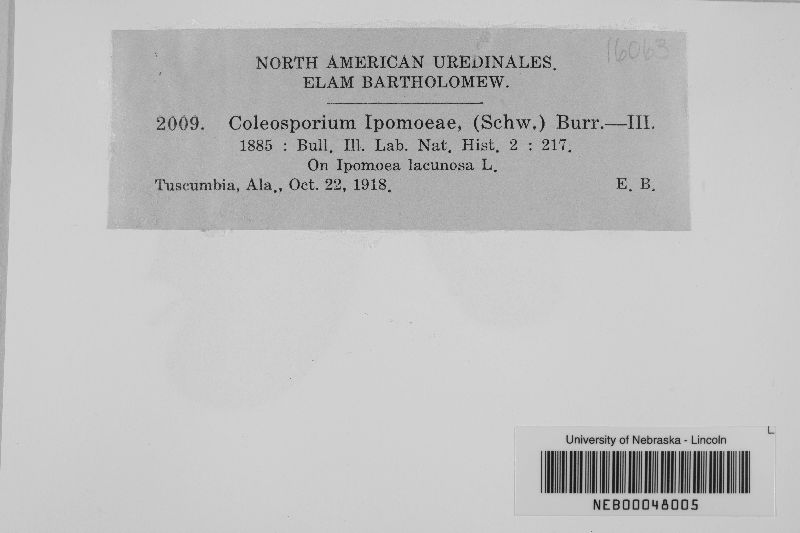 16063
NORTH AMERICAN UREDINALES.
ELAM BARTHOLOMEW.
2009. Coleosporium Ipomoeae, (Schw.) Burr.—III.
1885 : Bull. Ill. Lab. Nat. Hist. 2 : 217.
On Ipomoea lacunosa L.
Tuscumbia, Ala., Oct. 22, 1918. E. B.
L
University of Nebraska - Lincoln
NEB00048005